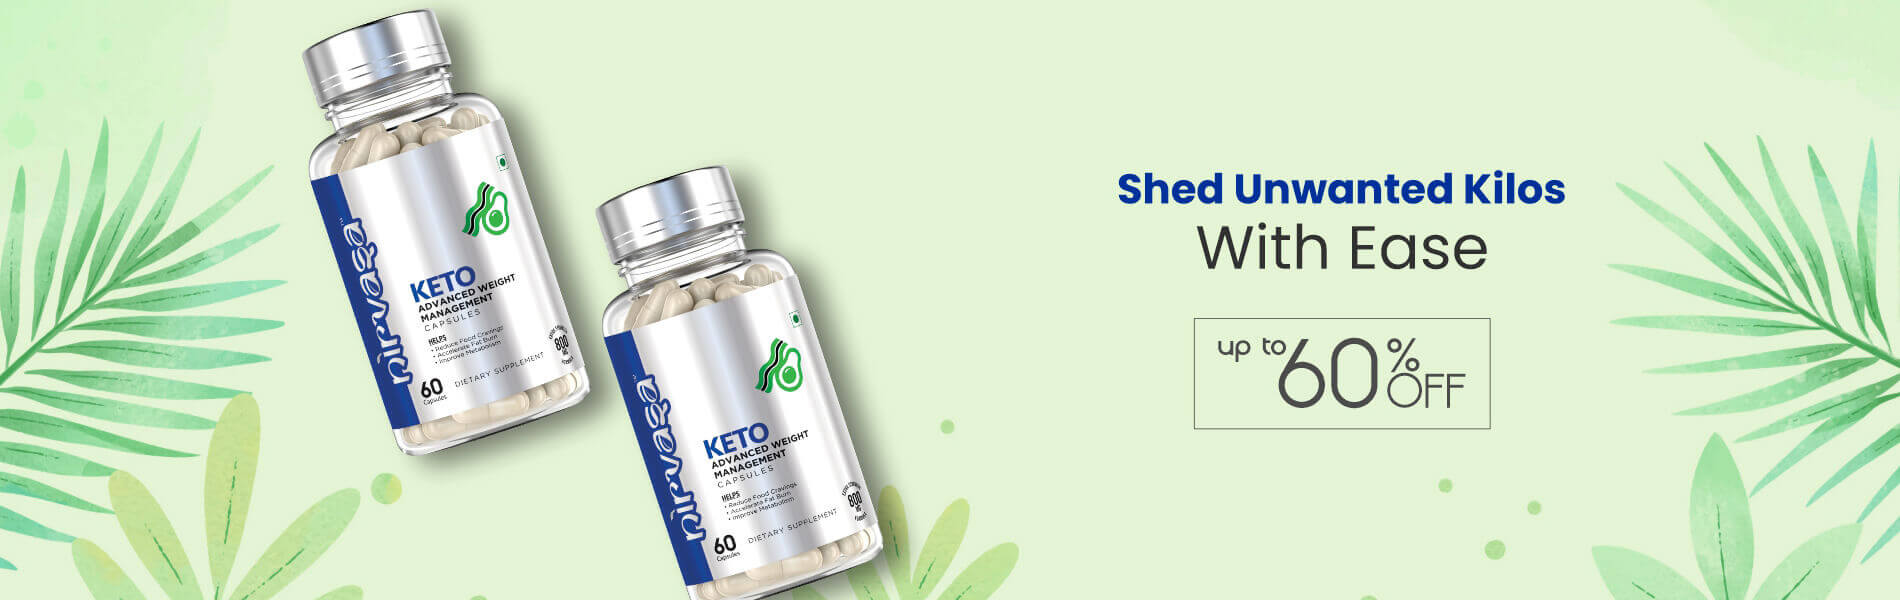 nirvasa
KETO
ADVANCED WEIGHT
MANAGEMENT
CAPSULES
HELPS
• Reduce Food Cravings
• Accelerate Fat Burn
• Improve Metabolism
800
MG
60
Capsules
DIETARY SUPPLEMENT
nirvasa
KETO
ADVANCED WEIGHT
MANAGEMENT
CAPSULES
HELPS
• Reduce Food Cravings
• Accelerate Fat Burn
• Improve Metabolism
800
MG
60
Capsules
DIETARY SUPPLEMENT
Shed Unwanted Kilos
With Ease
up to 60% OFF